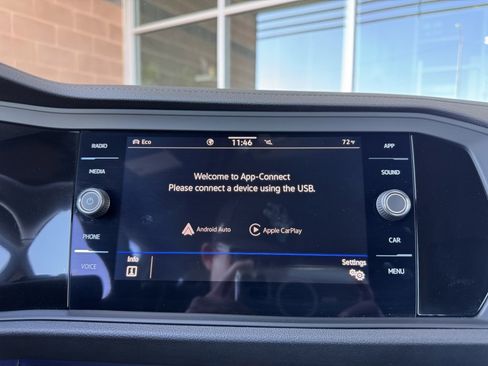 RADIO
MEDIA
PHONE
VOICE
Eco
11:46
72°F
Welcome to App-Connect
Please connect a device using the USB.
Android Auto
Apple CarPlay
Info
Settings
APP
SOUND
CAR
MENU